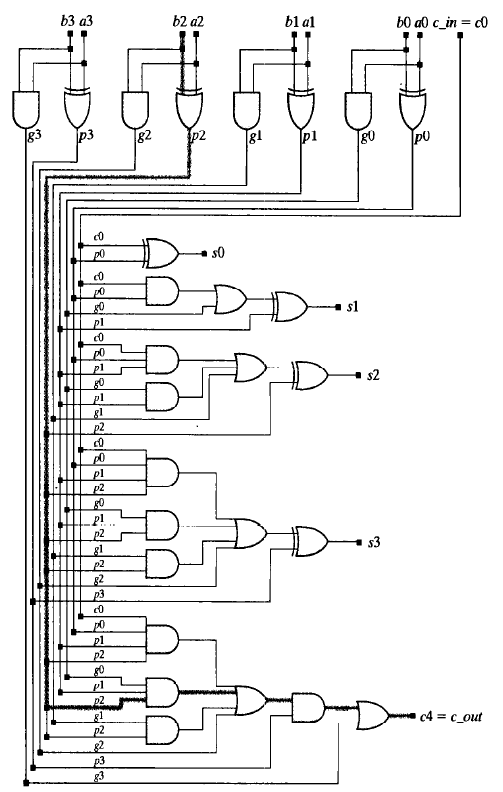 b3 a3 b2 a2 b1 a1 b0 a0 c_in = c0
g3 p3 g2 p2 g1 p1 g0 p0
c0
p0
s0
c0
p0
g0
p1
s1
c0
p0
p1
g0
p1
g1
p2
s2
c0
p0
p1
p2
g0
p1
p2
g1
p2
g2
p3
s3
c0
p0
p1
p2
g0
p1
p2
g1
p2
g2
p3
g3
c4 = c_out